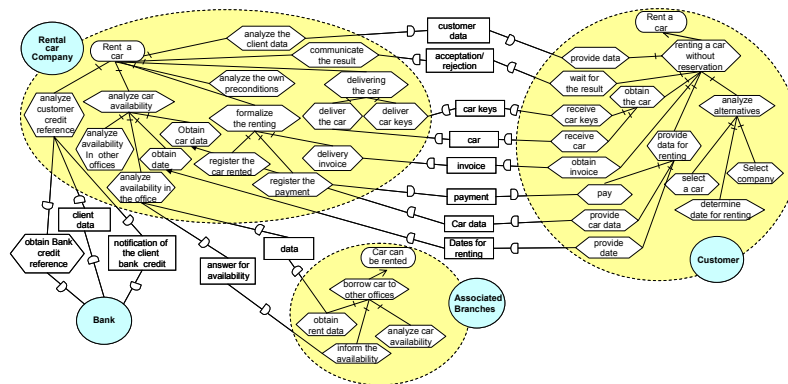 Rental
car
Company
Rent a
car
analyze the
client data
communicate
the result
analyze the own
preconditions
delivering
the car
analyze
customer
credit
reference
analyze car
availability
formalize
the renting
deliver
the car
deliver
car keys
analyze
availability
In other
offices
Obtain
car data
obtain
date
register the
car rented
delivery
invoice
analyze
availability in
the office
register the
payment
customer
data
acceptation/
rejection
car keys
car
invoice
payment
Car data
Dates for
renting
Rent a
car
provide data
renting a car
without
reservation
wait for
the result
obtain
the car
receive
car keys
analyze
alternatives
receive
car
provide
data for
renting
obtain
invoice
select
a car
Select
company
pay
determine
date for renting
provide
car data
provide
date
Customer
client
data
obtain Bank
credit
reference
notification of
the client
bank credit
answer for
availability
data
Bank
Car can
be rented
borrow car to
other offices
obtain
rent data
analyze car
availability
inform the
availability
Associated
Branches